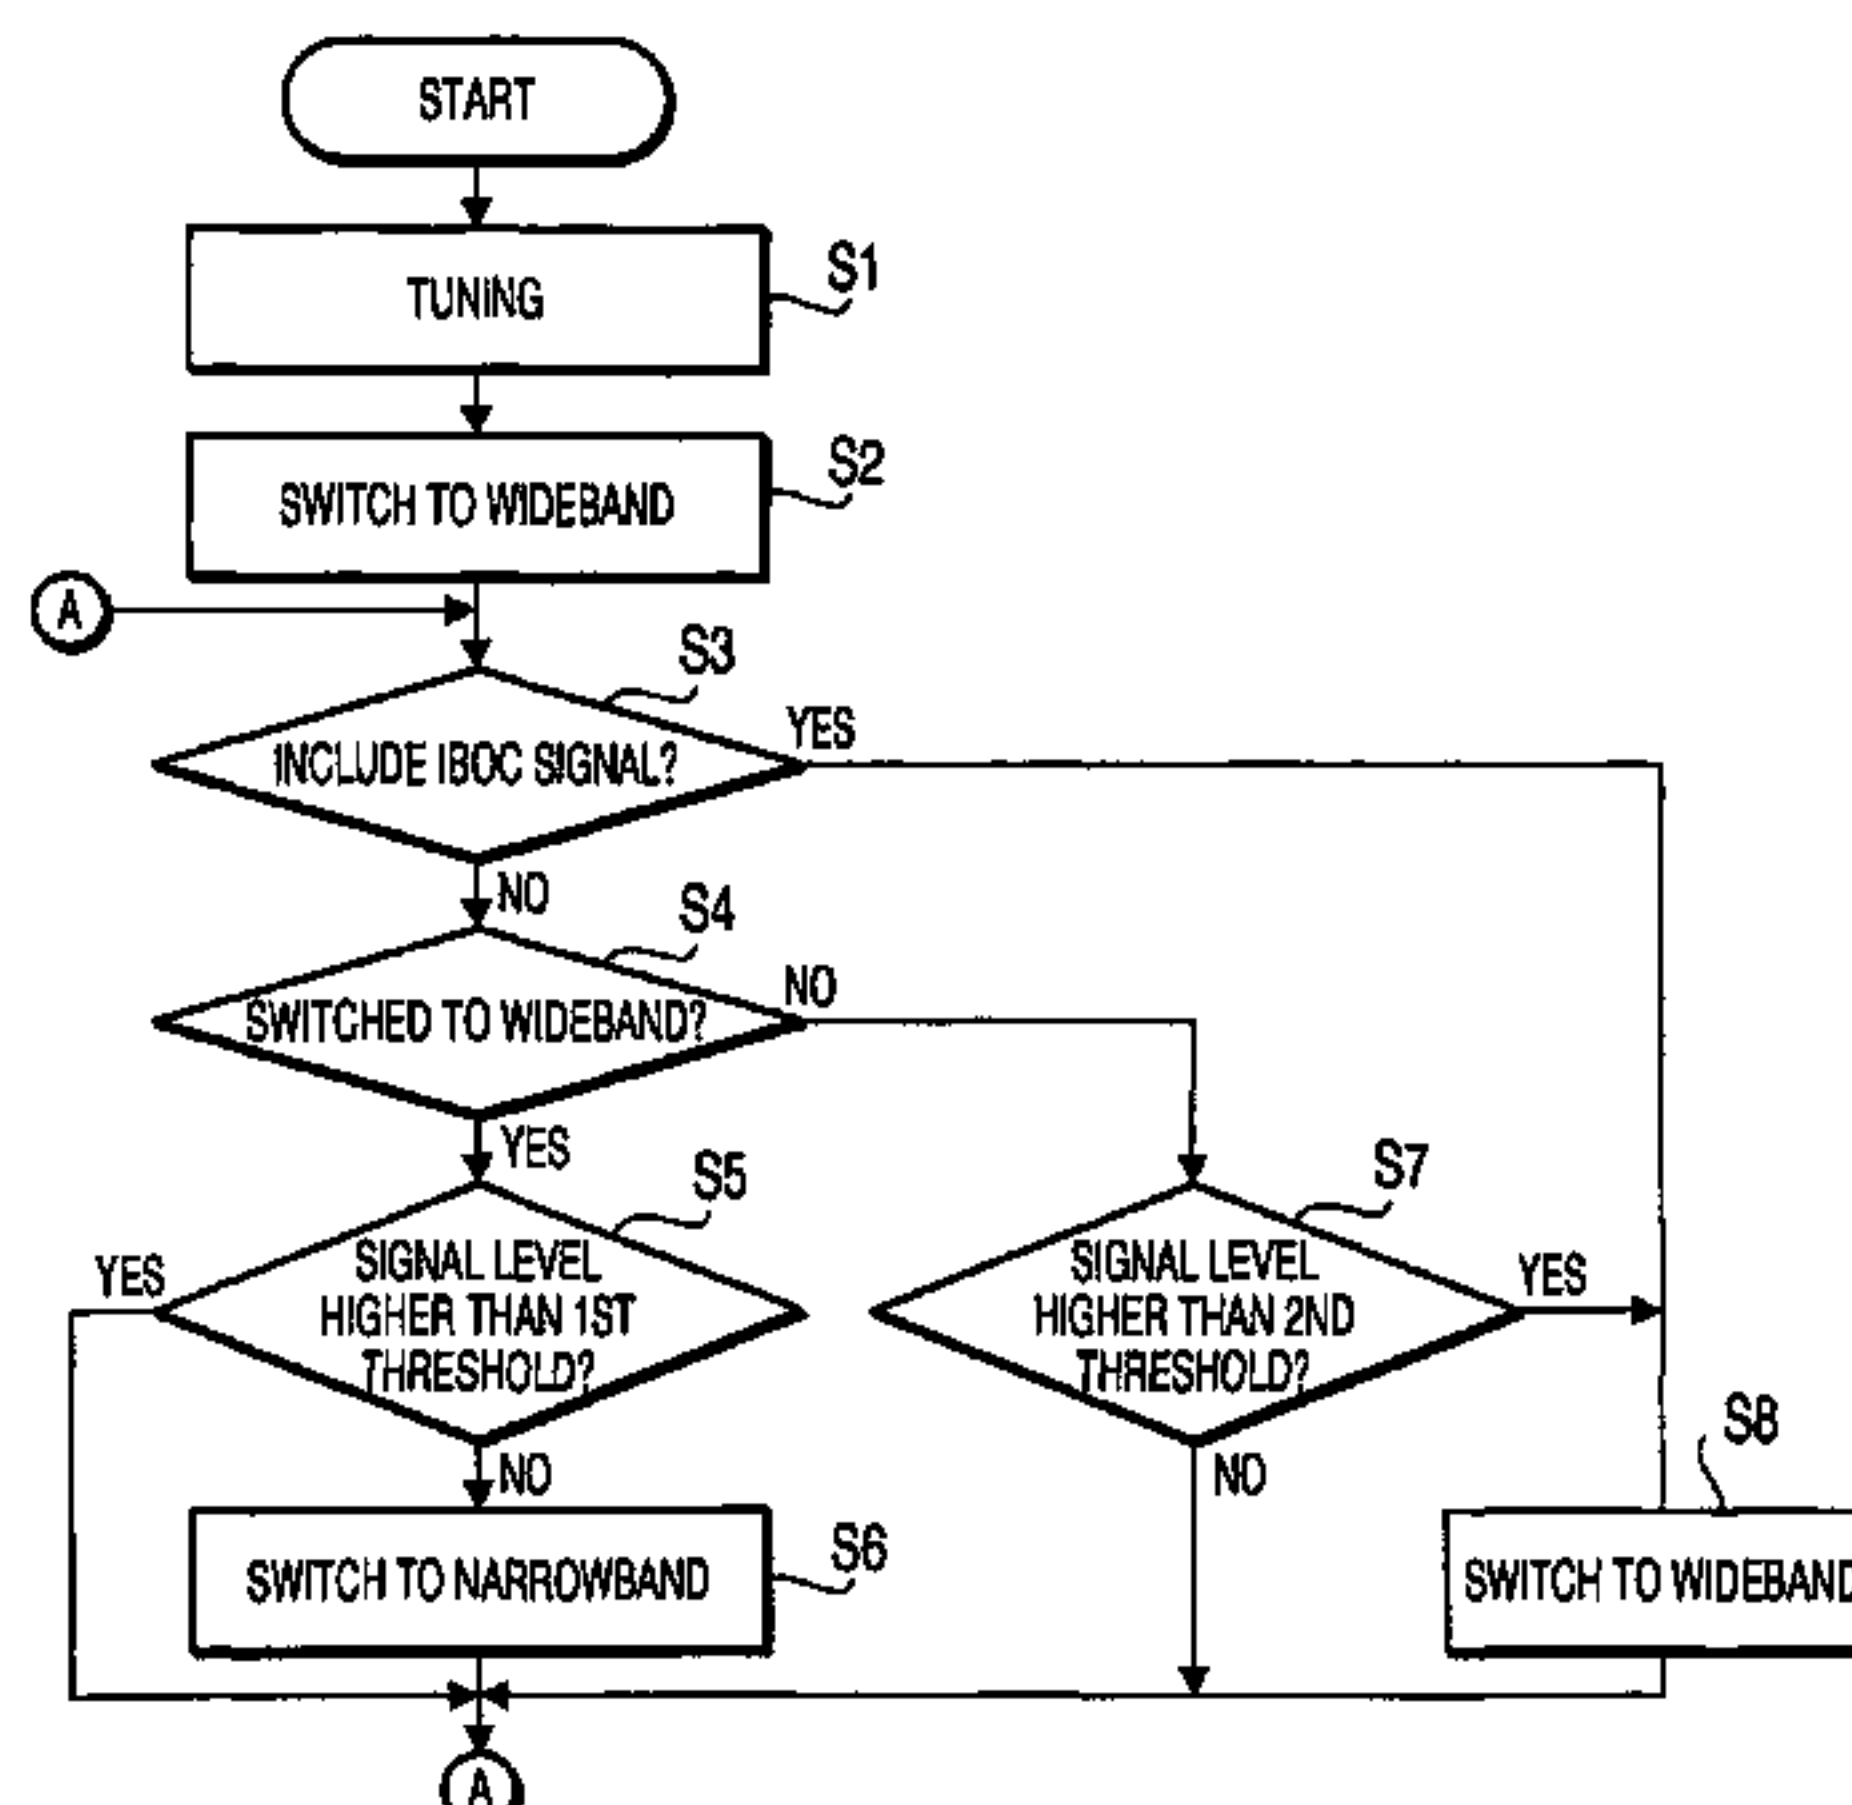 START
TUNING
S1
SWITCH TO WIDEBAND
S2
A
S3
INCLUDE IBOC SIGNAL?
YES
NO
S4
SWITCHED TO WIDEBAND?
NO
YES
S5
SIGNAL LEVEL
HIGHER THAN 1ST
THRESHOLD?
YES
NO
S7
SIGNAL LEVEL
HIGHER THAN 2ND
THRESHOLD?
YES
NO
SWITCH TO NARROWBAND
S6
S8
SWITCH TO WIDEBAND
A